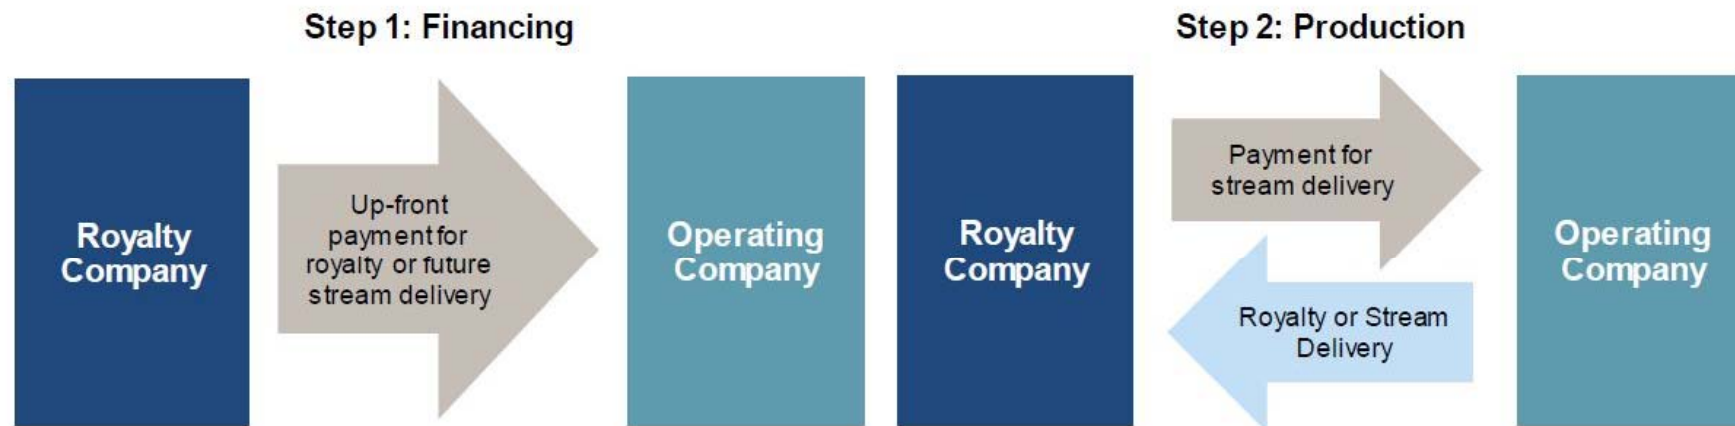 Step 1: Financing
Royalty
Company
Up-front
payment for
royalty or future
stream delivery
Operating
Company
Step 2: Production
Royalty
Company
Payment for
stream delivery
Royalty or Stream
Delivery
Operating
Company